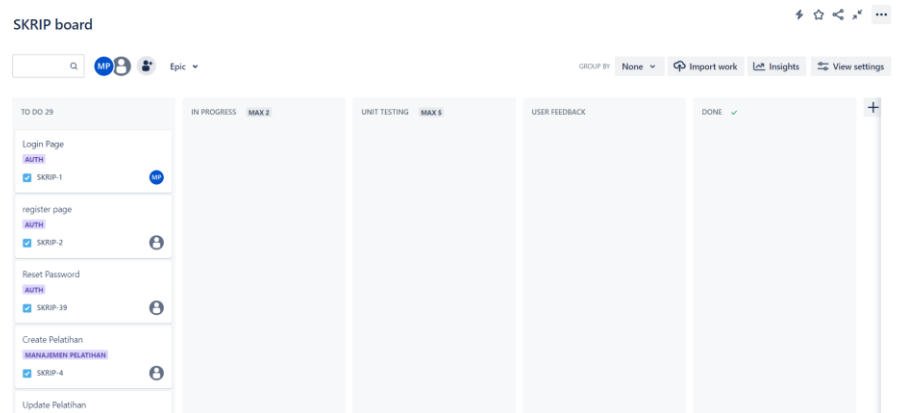 SKRIP board
MP
Epic
GROUP BY
None
Import work
Insights
View settings
TO DO 29
IN PROGRESS
MAX 2
UNIT TESTING
MAX 5
USER FEEDBACK
DONE
Login Page
AUTH
SKRIP-1
MP
register page
AUTH
SKRIP-2
Reset Password
AUTH
SKRIP-39
Create Pelatihan
MANAJEMEN PELATIHAN
SKRIP-4
Update Pelatihan